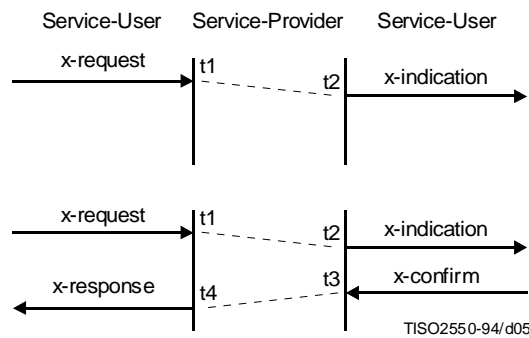 Service-User Service-Provider Service-User
x-request t1 t2 x-indication
x-request t1 t2 x-indication
x-response t4 t3 x-confirm
TISO2550-94/d05